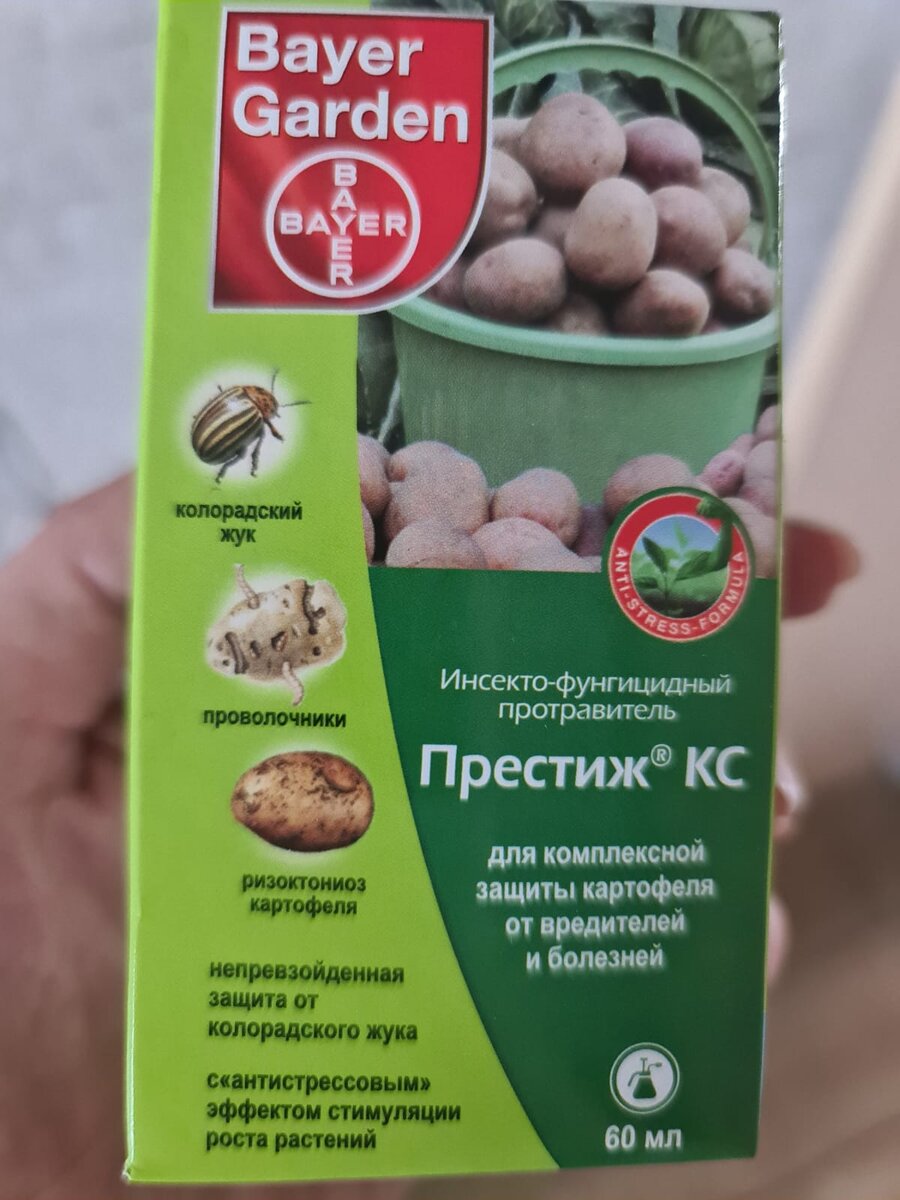 Bayer
Garden
BAYER
BAYER
колорадский
жук
проволочники
ризоктониоз
картофеля
непревзойденная
защита от
колорадского жука
с«антистрессовым»
эффектом стимуляции
роста растений
ANTI-STRESS-FORMULA
Инсекто-фунгицидный
протравитель
Престиж® КС
для комплексной
защиты картофеля
от вредителей
и болезней
60 мл